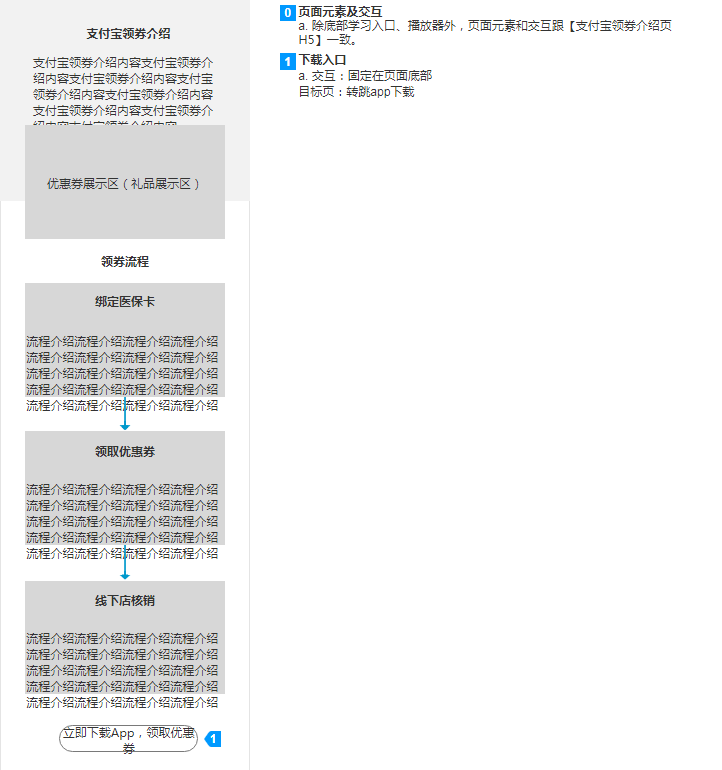 支付宝领券介绍
支付宝领券介绍内容支付宝领券介
绍内容支付宝领券介绍内容支付宝
领券介绍内容支付宝领券介绍内容
支付宝领券介绍内容支付宝领券介
绍内容支付宝领券介绍内容
优惠券展示区（礼品展示区）
领券流程
绑定医保卡
流程介绍流程介绍流程介绍流程介绍
流程介绍流程介绍流程介绍流程介绍
流程介绍流程介绍流程介绍流程介绍
流程介绍流程介绍流程介绍流程介绍
流程介绍流程介绍流程介绍流程介绍
领取优惠券
流程介绍流程介绍流程介绍流程介绍
流程介绍流程介绍流程介绍流程介绍
流程介绍流程介绍流程介绍流程介绍
流程介绍流程介绍流程介绍流程介绍
流程介绍流程介绍流程介绍流程介绍
线下店核销
流程介绍流程介绍流程介绍流程介绍
流程介绍流程介绍流程介绍流程介绍
流程介绍流程介绍流程介绍流程介绍
流程介绍流程介绍流程介绍流程介绍
流程介绍流程介绍流程介绍流程介绍
立即下载App，领取优惠
券
1
0 页面元素及交互
a. 除底部学习入口、播放器外，页面元素和交互跟【支付宝领券介绍页
H5】一致。
1 下载入口
a. 交互：固定在页面底部
目标页：转跳app下载